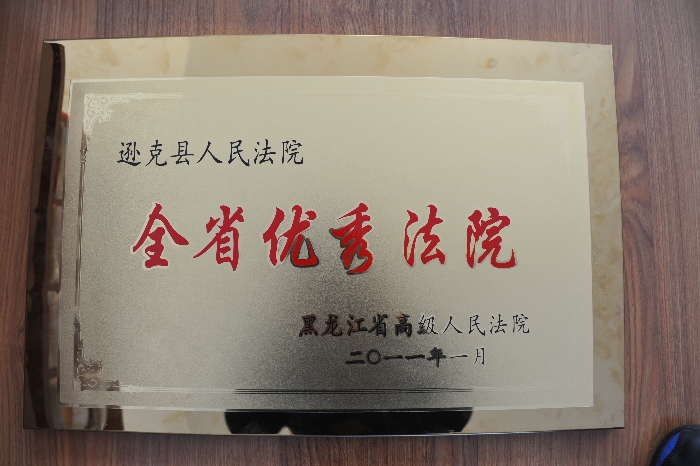 逊克县人民法院
全省优秀法院
黑龙江省高级人民法院
二〇一一年一月